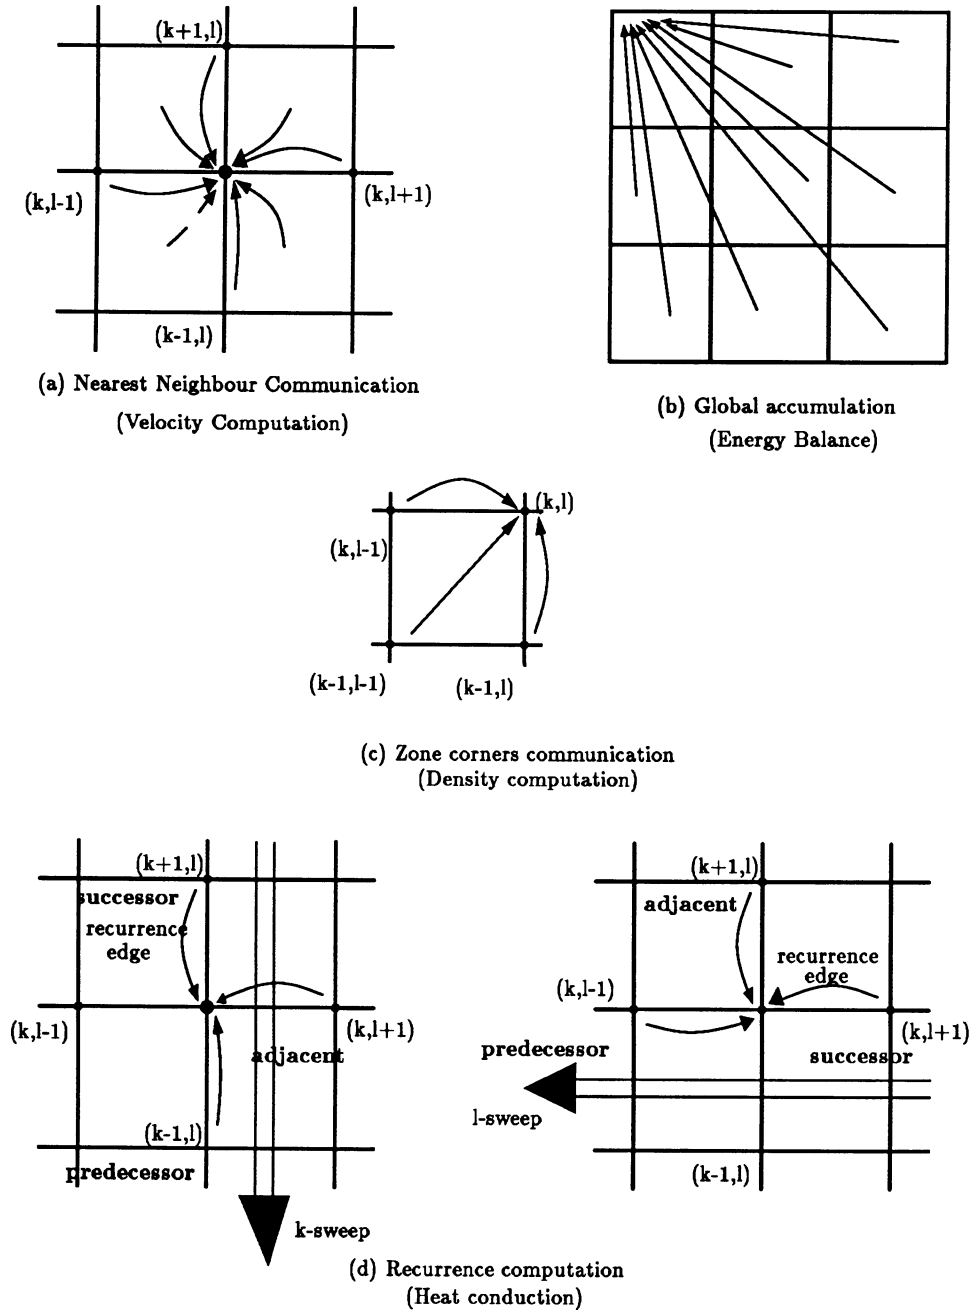 (k+1,l)
(k,l-1)
(k,l+1)
(k-1,l)
(a) Nearest Neighbour Communication
(Velocity Computation)
(b) Global accumulation
(Energy Balance)
(k,l)
(k,l-1)
(k-1,l-1)
(k-1,l)
(c) Zone corners communication
(Density computation)
(k+1,l)
successor
recurrence
edge
(k,l-1)
(k,l+1)
adjacent
(k-1,l)
predecessor
k-sweep
(k+1,l)
adjacent
recurrence
edge
(k,l-1)
(k,l+1)
predecessor
successor
l-sweep
(k-1,l)
(d) Recurrence computation
(Heat conduction)